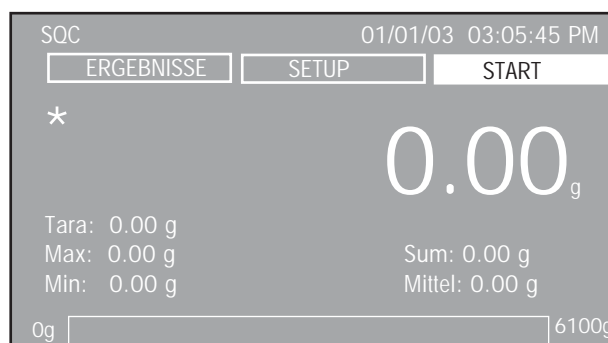 SQC 01/01/03 03:05:45 PM
ERGEBNISSE SETUP START
*
0.00 g
Tara: 0.00 g
Max: 0.00 g Sum: 0.00 g
Min: 0.00 g Mittel: 0.00 g
0g 6100g